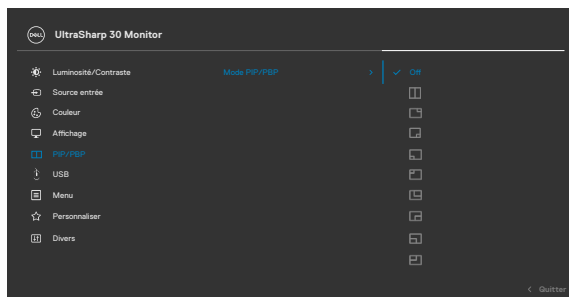 DELL UltraSharp 30 Monitor
Luminosité/Contraste Mode PIP/PBP Off
Source entrée
Couleur
Affichage
PIP/PBP
USB
Menu
Personnaliser
Divers
Quitter